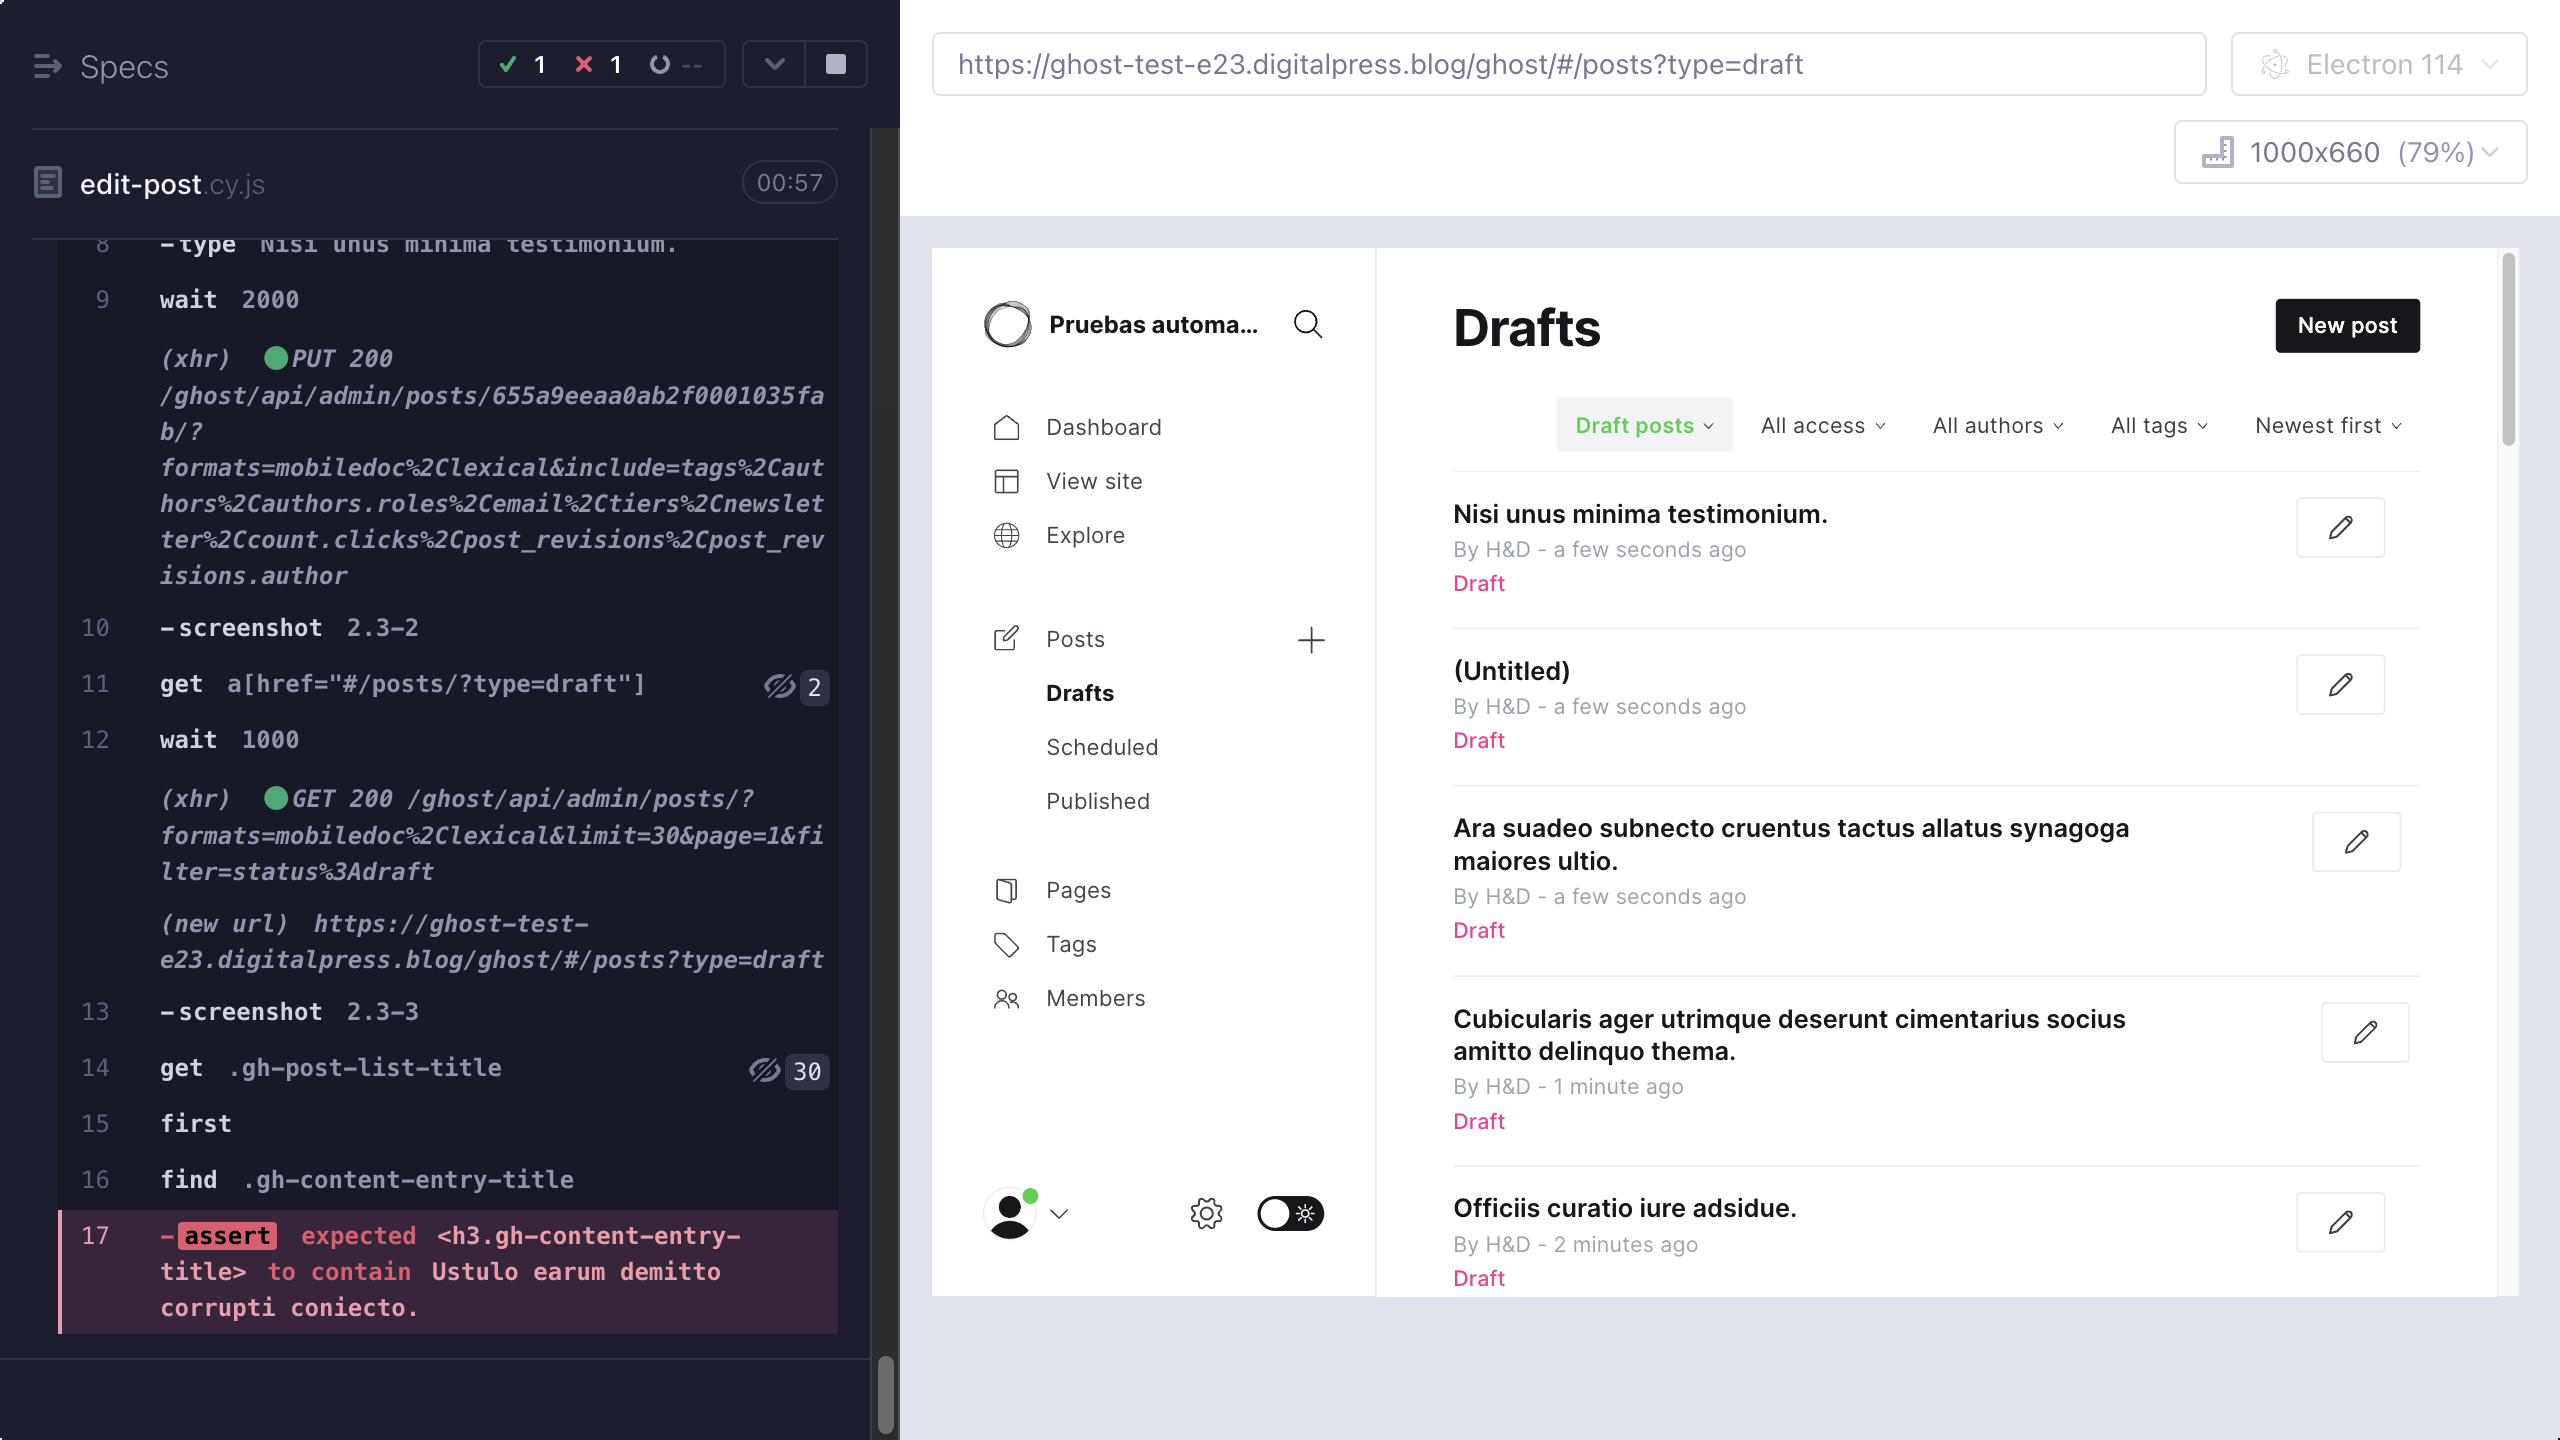 Specs
1
1
--
edit-post.cy.js
00:57
8 -type Nisi unus minima testimonium.
9 wait 2000
(xhr) PUT 200
/ghost/api/admin/posts/655a9eeaa0ab2f0001035fa
b/?
formats=mobiledoc%2Clexical&include=tags%2Caut
hors%2Cauthors.roles%2Cemail%2Ctiers%2Cnewslet
ter%2Ccount.clicks%2Cpost_revisions%2Cpost_rev
isions.author
10 -screenshot 2.3-2
11 get a[href="#/posts/?type=draft"] 2
12 wait 1000
(xhr) GET 200 /ghost/api/admin/posts/?
formats=mobiledoc%2Clexical&limit=30&page=1&fi
lter=status%3Adraft
(new url) https://ghost-test-
e23.digitalpress.blog/ghost/#/posts?type=draft
13 -screenshot 2.3-3
14 get .gh-post-list-title 30
15 first
16 find .gh-content-entry-title
17 -assert expected <h3.gh-content-entry-
title> to contain Ustulo earum demitto
corrupti coniecto.
https://ghost-test-e23.digitalpress.blog/ghost/#/posts?type=draft
Electron 114
1000x660 (79%)
Pruebas automa...
Dashboard
View site
Explore
Posts
Drafts
Scheduled
Published
Pages
Tags
Members
Drafts
New post
Draft posts
All access
All authors
All tags
Newest first
Nisi unus minima testimonium.
By H&D - a few seconds ago
Draft
(Untitled)
By H&D - a few seconds ago
Draft
Ara suadeo subnecto cruentus tactus allatus synagoga
maiores ultio.
By H&D - a few seconds ago
Draft
Cubicularis ager utrimque deserunt cimentarius socius
amitto delinquo thema.
By H&D - 1 minute ago
Draft
Officiis curatio iure adsidue.
By H&D - 2 minutes ago
Draft